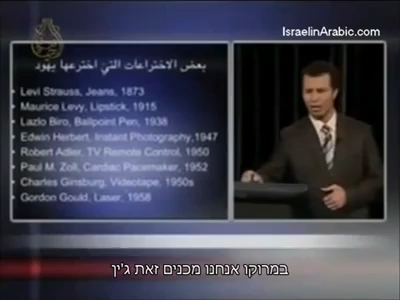 IsraelinArabic.com
بعض الاختراعات التي اخترعها يهود
Levi Strauss, Jeans, 1873
Maurice Levy, Lipstick, 1915
Lazlo Biro, Ballpoint Pen, 1938
Edwin Herbert, Instant Photography,1947
Robert Adler, TV Remote Control, 1950
Paul M. Zoll, Cardiac Pacemaker, 1952
Charles Ginsburg, Videotape, 1950s
Gordon Gould, Laser, 1958
במרוקו אנחנו מכנים זאת ג'ין